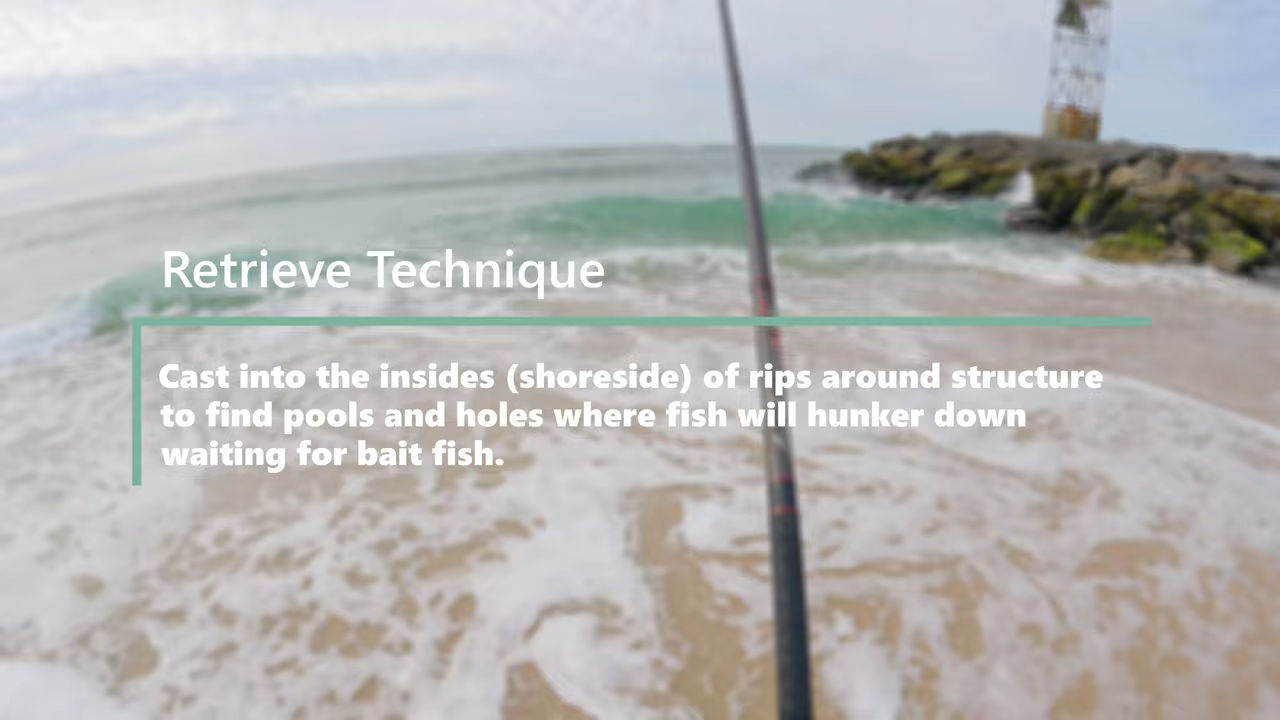 Retrieve Technique
Cast into the insides (shoreside) of rips around structure
to find pools and holes where fish will hunker down
waiting for bait fish.